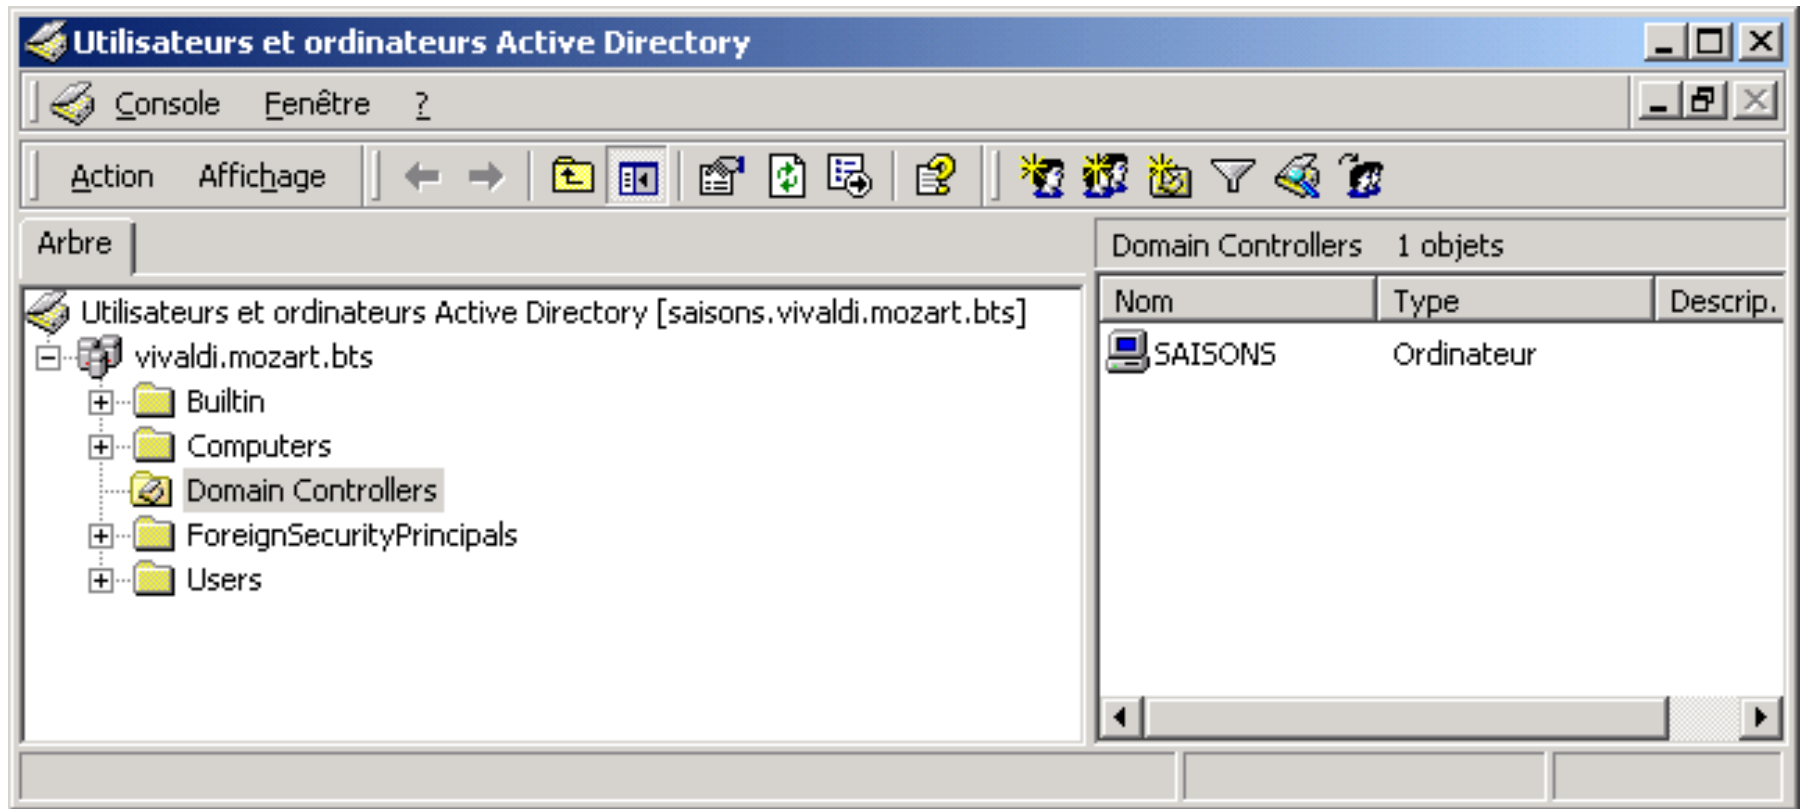 Utilisateurs et ordinateurs Active Directory
Console Fenêtre ?
Action Affichage
Arbre
Domain Controllers 1 objets
Utilisateurs et ordinateurs Active Directory [saisons.vivaldi.mozart.bts]
Nom Type Descrip.
vivaldi.mozart.bts
SAISONS Ordinateur
Builtin
Computers
Domain Controllers
ForeignSecurityPrincipals
Users